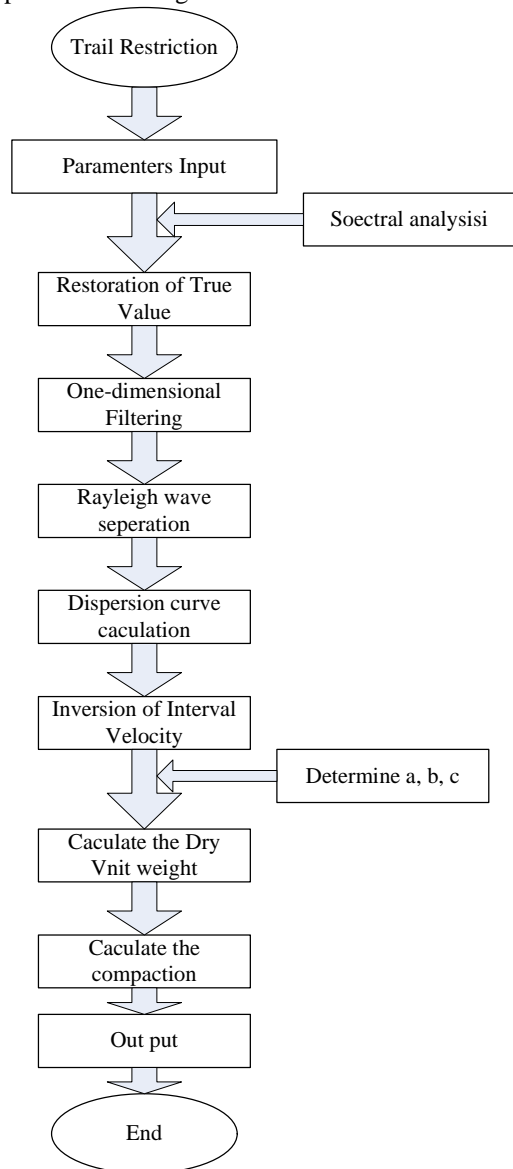 Trail Restriction
Paramenters Input
Soectral analysisi
Restoration of True
Value
One-dimensional
Filtering
Rayleigh wave
seperation
Dispersion curve
caculation
Inversion of Interval
Velocity
Determine a, b, c
Caculate the Dry
Vnit weight
Caculate the
compaction
Out put
End